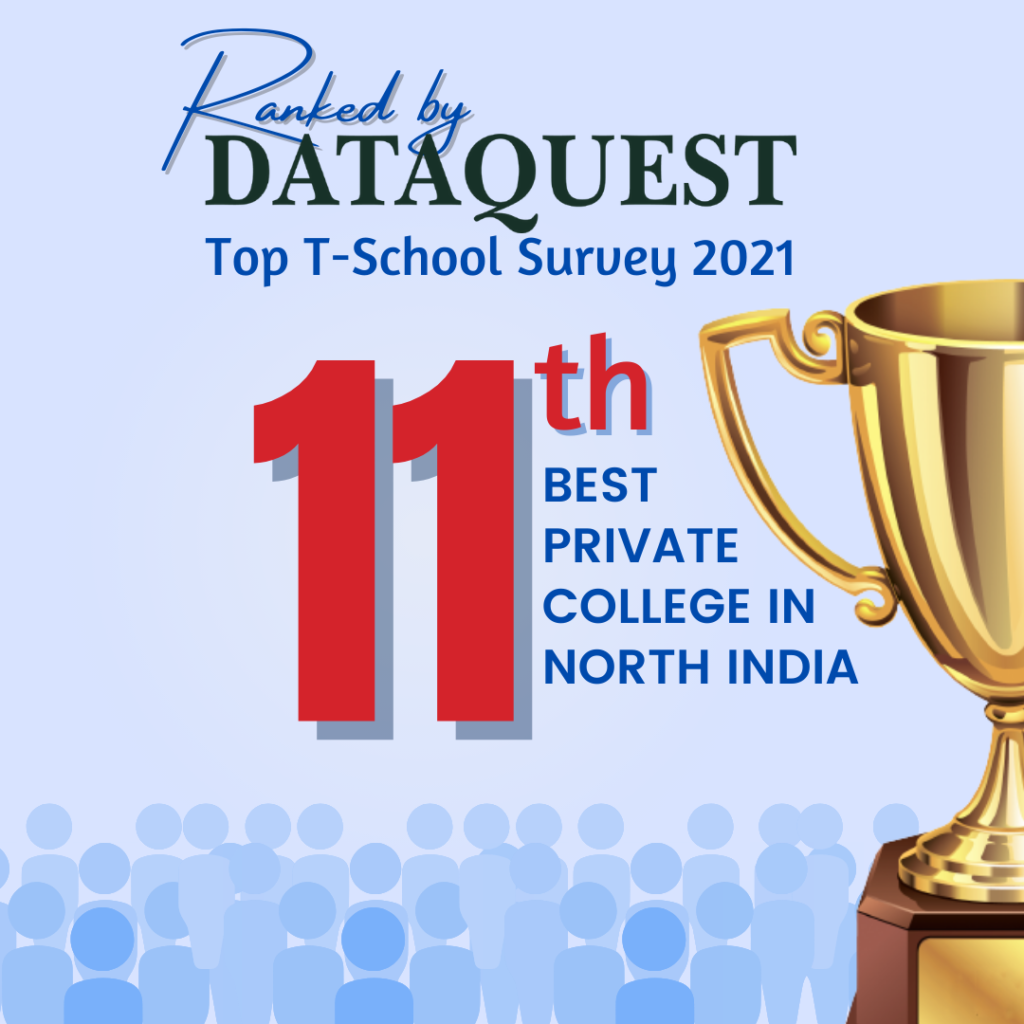 Ranked by
DATAQUEST
Top T-School Survey 2021
11th
BEST
PRIVATE
COLLEGE IN
NORTH INDIA